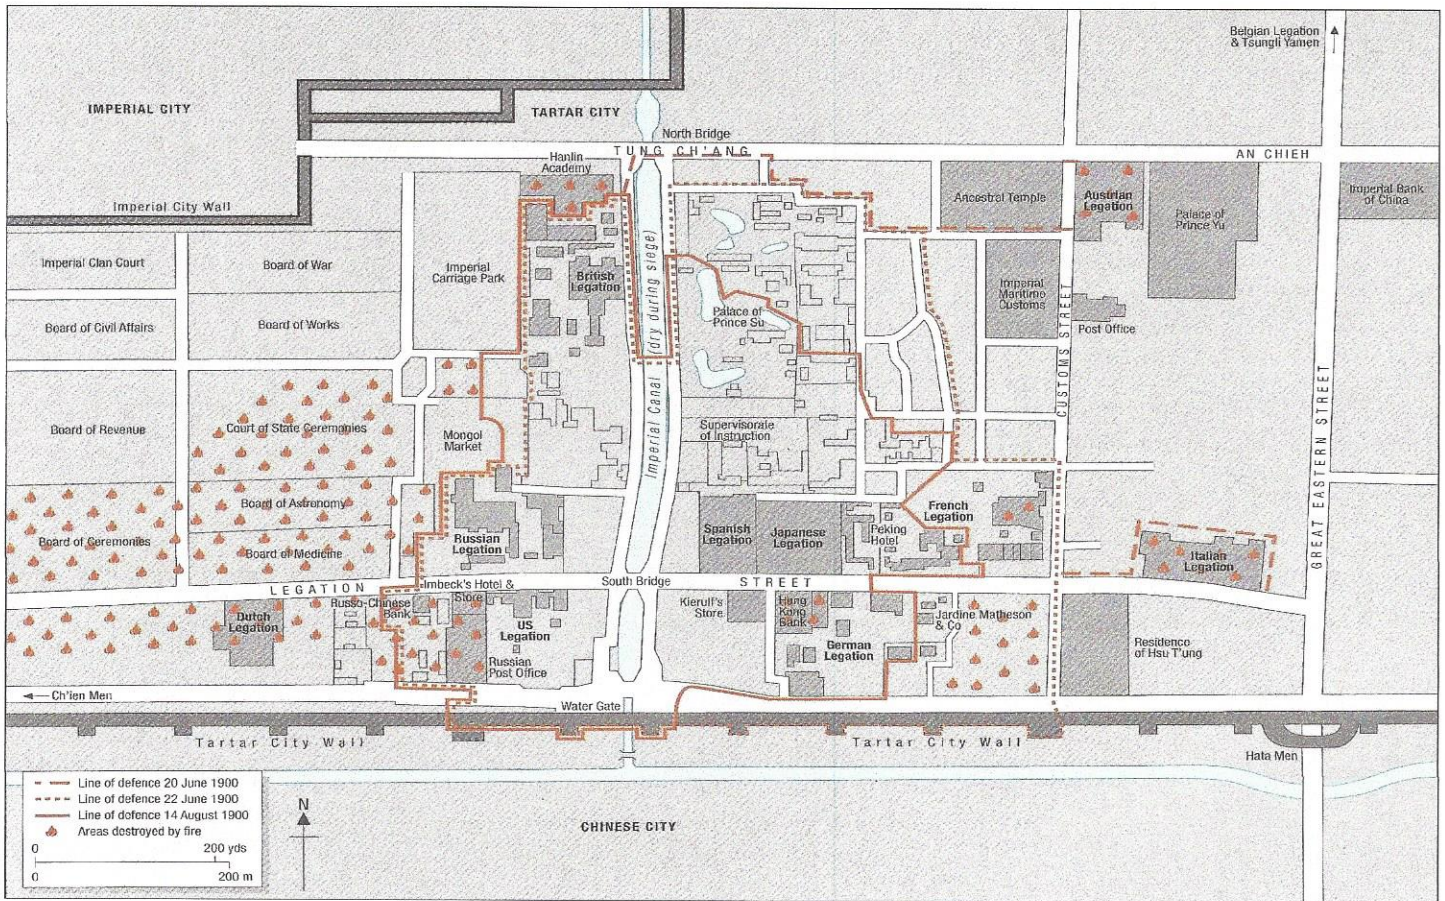 Belgian Legation
& Tsungli Yamen
IMPERIAL CITY
TARTAR CITY
North Bridge
TUNG CH'ANG
AN CHIEH
Hanlin
Academy
Imperial City Wall
Ancestral Temple
Austrian
Legation
Imperial Bank
of China
Palace of
Prince Yu
Imperial Clan Court
Board of War
Imperial
Carriage Park
British
Legation
Imperial Canal (dry during siege)
Imperial
Maritime
Customs
Palace of
Prince Su
Post Office
Board of Civil Affairs
Board of Works
CUSTOMS STREET
GREAT EASTERN STREET
Board of Revenue
Court of State Ceremonies
Mongol
Market
Supervisorate
of Instruction
Board of Astronomy
Board of Ceremonies
Board of Medicine
Russian
Legation
Spanish
Legation
Japanese
Legation
Peking
Hotel
French
Legation
Italian
Legation
LEGATION STREET
Imbeck's Hotel &
Store
South Bridge
Russo-Chinese
Bank
Dutch
Legation
US
Legation
Russian
Post Office
Kierulf's
Store
Hong
Kong
Bank
German
Legation
Jardine Matheson
& Co
Residence
of Hsu T'ung
Ch'ien Men
Water Gate
Tartar City Wall
Tartar City Wall
Hata Men
Line of defence 20 June 1900
Line of defence 22 June 1900
Line of defence 14 August 1900
Areas destroyed by fire
0 200 yds
0 200 m
N
CHINESE CITY